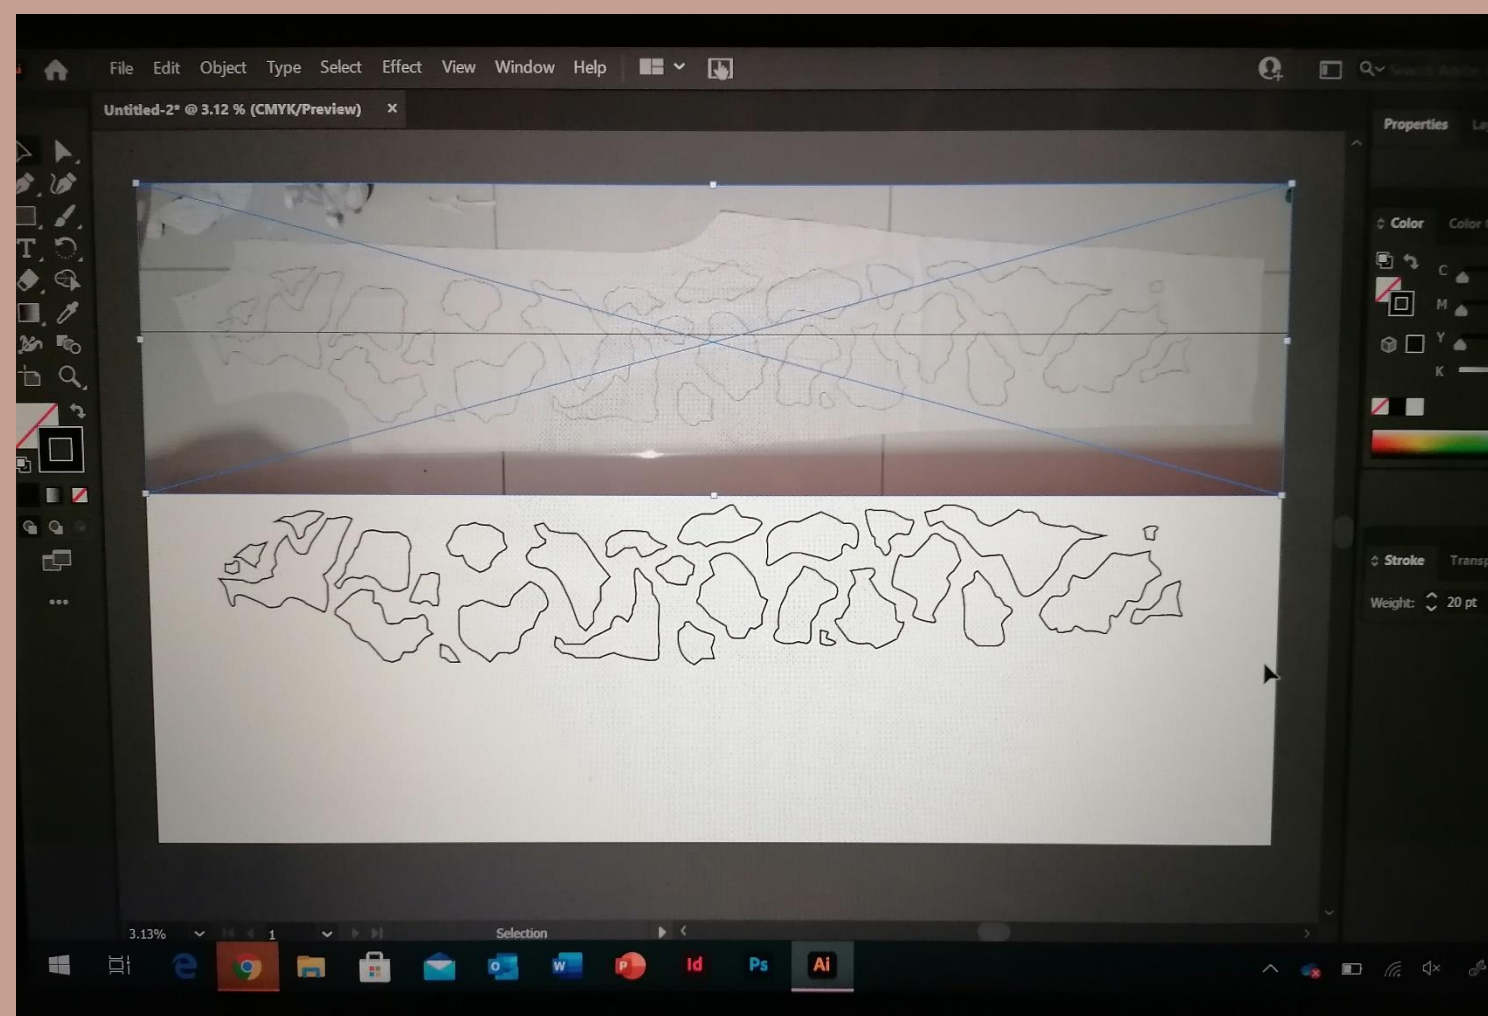 File Edit Object Type Select Effect View Window Help
Untitled-2* @ 3.12 % (CMYK/Preview) ×
Properties
Color Color
C
M
Y
K
Stroke
Weight: 20 pt
T
3.13% 1 Selection
W P Id Ps Ai